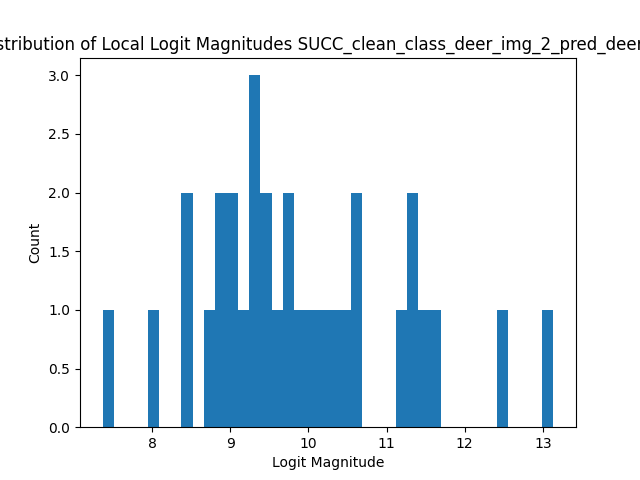 stribution of Local Logit Magnitudes SUCC_clean_class_deer_img_2_pred_deer
3.0
2.5
2.0
1.5
1.0
0.5
0.0
Count
8 9 10 11 12 13
Logit Magnitude